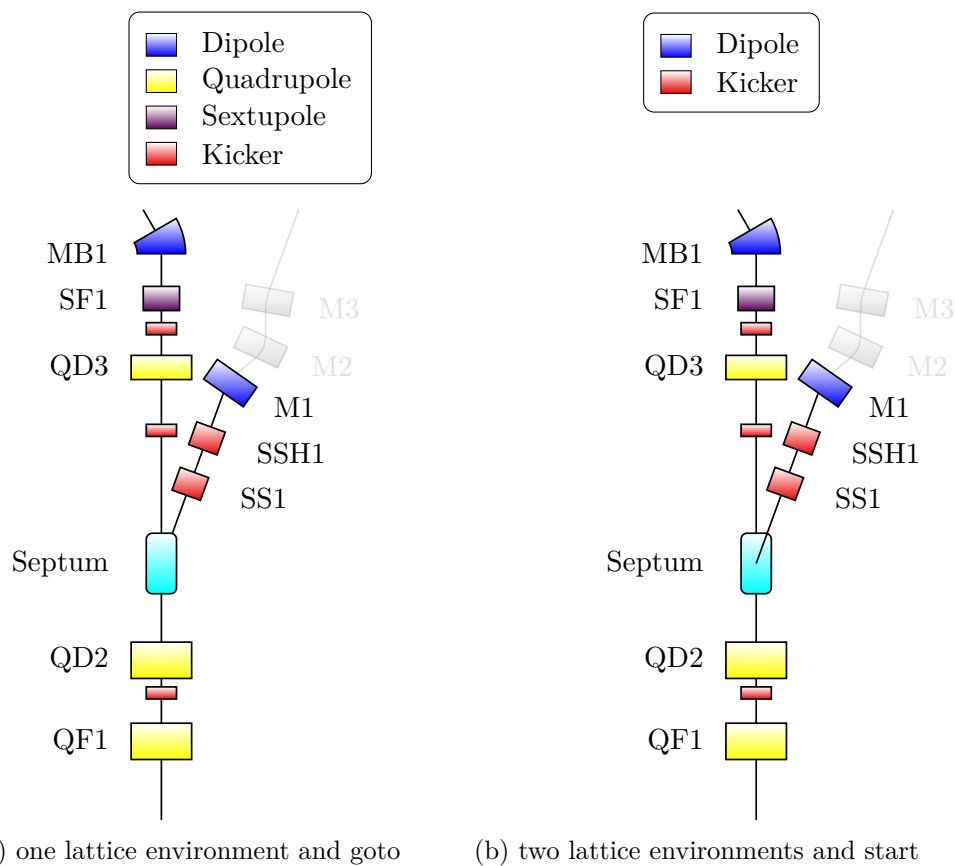 Dipole
Quadrupole
Sextupole
Kicker
MB1
SF1
QD3
M3
M2
M1
SSH1
SS1
Septum
QD2
QF1
) one lattice environment and goto
Dipole
Kicker
MB1
SF1
QD3
M3
M2
M1
SSH1
SS1
Septum
QD2
QF1
(b) two lattice environments and start